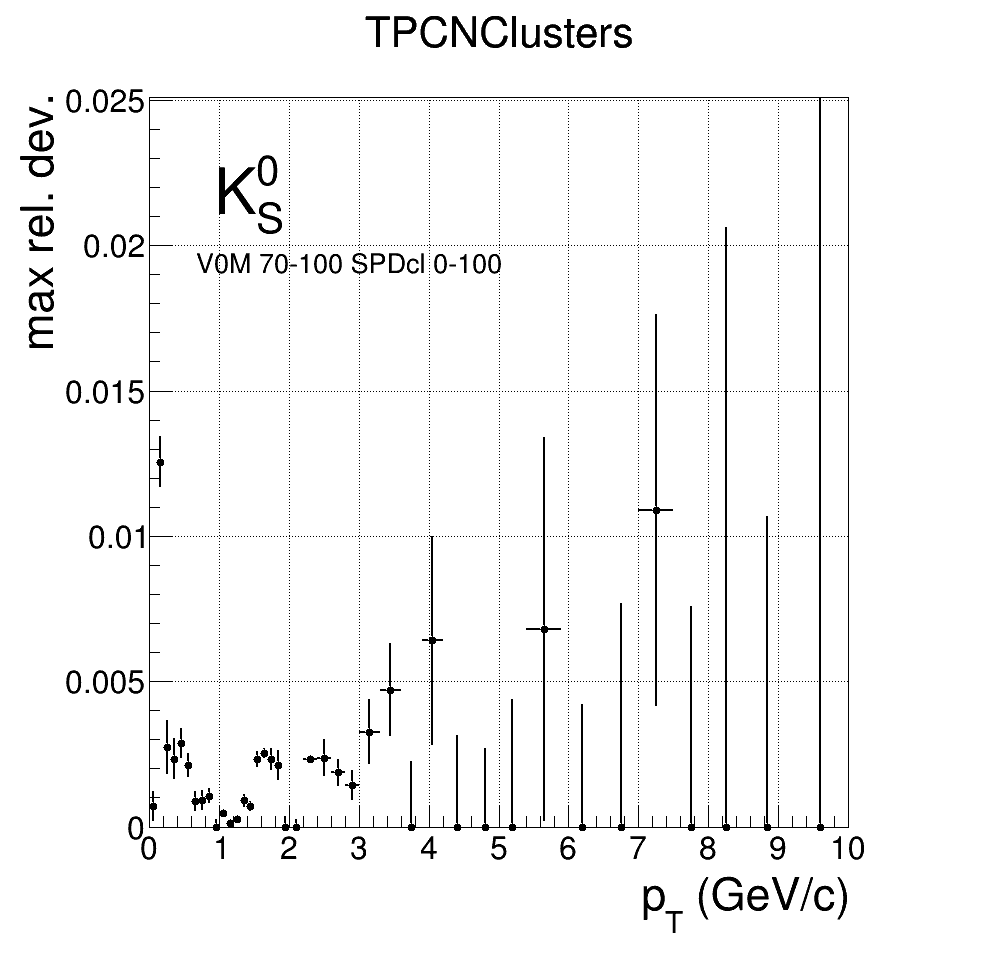 TPCNClusters
max rel. dev.
0.025
0.02
0.015
0.01
0.005
0
K0S
V0M 70-100 SPDcl 0-100
0 1 2 3 4 5 6 7 8 9 10
pT (GeV/c)